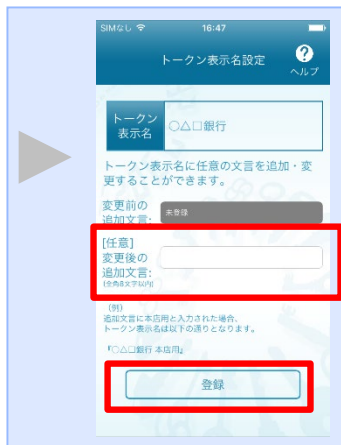 SIMなし 16:47
トークン表示名設定
?
ヘルプ
トークン
表示名
○△□銀行
トークン表示名に任意の文言を追加・変
更することができます。
変更前の
追加文言:
未登録
[任意]
変更後の
追加文言:
(全角8文字以内)
(例)
追加文言に本店用と入力された場合、
トークン表示名は以下の通りとなります。
『○△□銀行 本店用』
登録